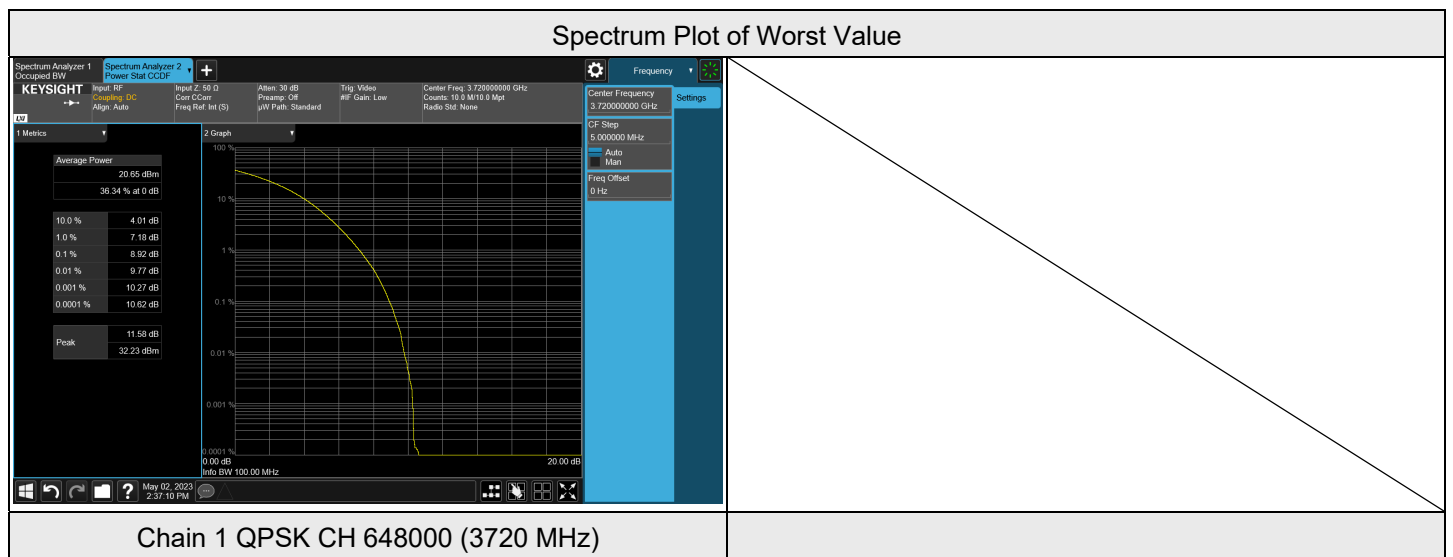 Spectrum Plot of Worst Value
Spectrum Analyzer 1
Occupied BW
Spectrum Analyzer 2
Power Stat CCDF
Frequency
KEYSIGHT
Input: RF
Coupling: DC
Align: Auto
Input Z: 50 Ω
Corr CCorr
Freq Ref: Int (S)
Atten: 30 dB
Preamp: Off
µW Path: Standard
Trig: Video
#IF Gain: Low
Center Freq: 3.720000000 GHz
Counts: 10.0 M/10.0 Mpt
Radio Std: None
LXI
Center Frequency
3.720000000 GHz
Settings
CF Step
5.000000 MHz
Auto
Man
Freq Offset
0 Hz
1 Metrics
Average Power
20.65 dBm
36.34 % at 0 dB
10.0 % 4.01 dB
1.0 % 7.18 dB
0.1 % 8.92 dB
0.01 % 9.77 dB
0.001 % 10.27 dB
0.0001 % 10.62 dB
Peak
11.58 dB
32.23 dBm
2 Graph
100 %
10 %
1 %
0.1 %
0.01 %
0.001 %
0.0001 %
0.00 dB 20.00 dB
Info BW 100.00 MHz
May 02, 2023
2:37:10 PM
Chain 1 QPSK CH 648000 (3720 MHz)